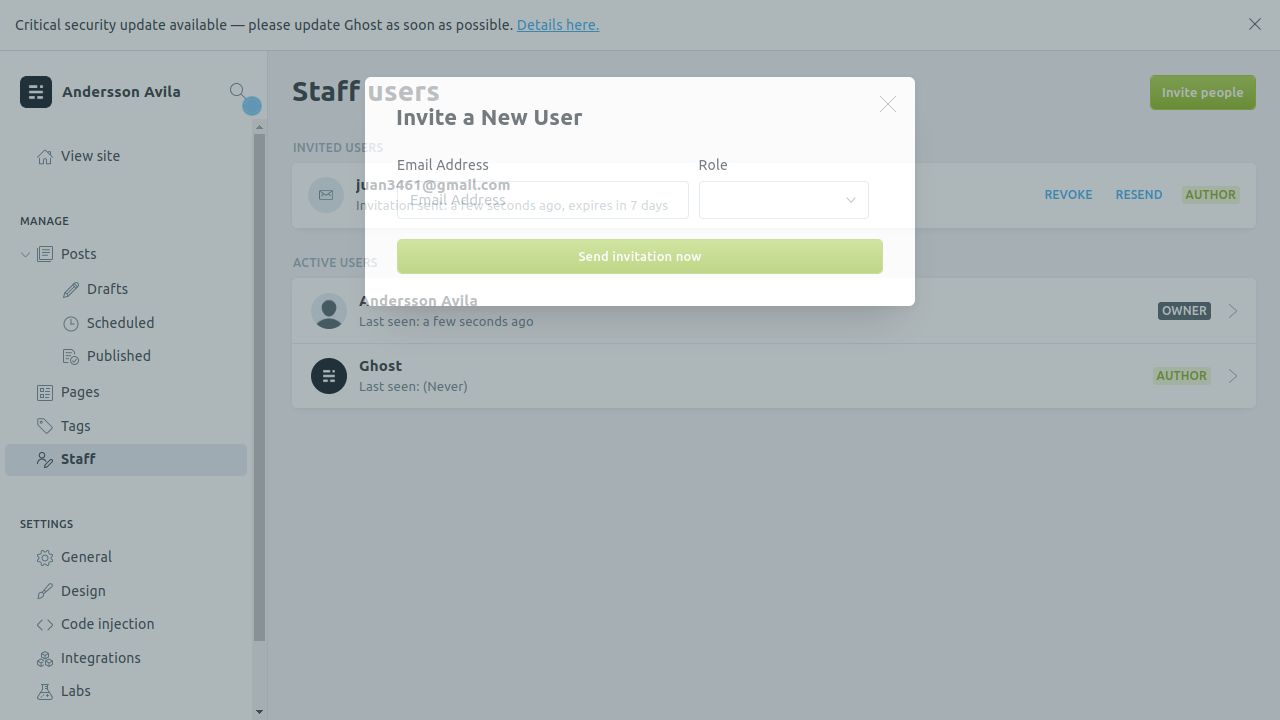 Critical security update available — please update Ghost as soon as possible. Details here.
Andersson Avila
View site
MANAGE
Posts
Drafts
Scheduled
Published
Pages
Tags
Staff
SETTINGS
General
Design
Code injection
Integrations
Labs
Staff users
Invite people
INVITED USERS
juan3461@gmail.com
Invitation sent: a few seconds ago, expires in 7 days
REVOKE
RESEND
AUTHOR
ACTIVE USERS
Andersson Avila
Last seen: a few seconds ago
OWNER
Ghost
Last seen: (Never)
AUTHOR
Invite a New User
Email Address
Role
Email Address
Send invitation now